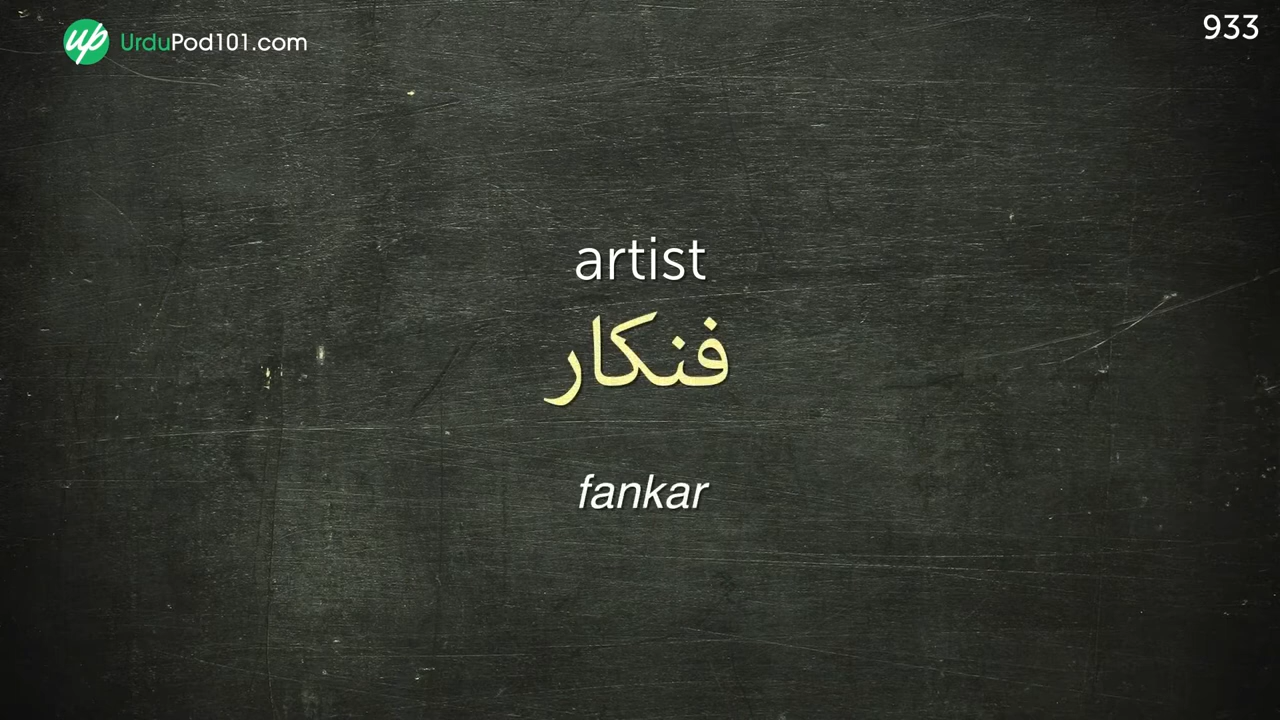 UrduPod101.com
933
artist
فنکار
fankar